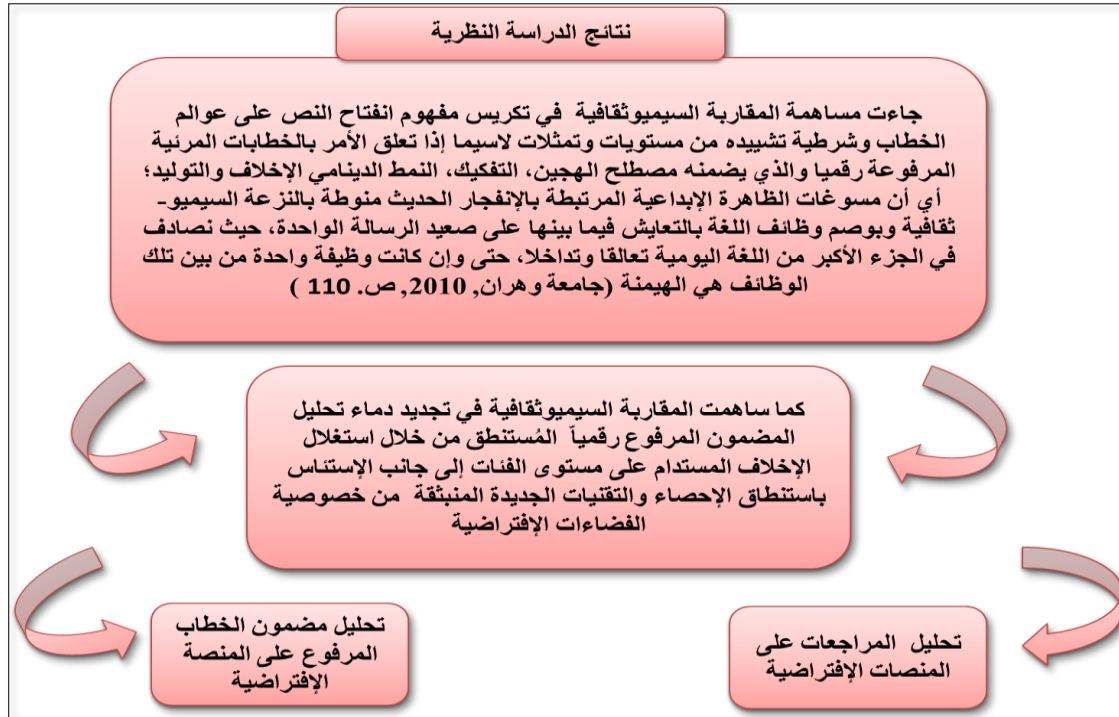 نتائج الدراسة النظرية
جاءت مساهمة المقاربة السيميوثقافية في تكريس مفهوم انفتاح النص على عوالم
الخطاب وشرطية تشييده من مستويات وتمثلات لاسيما إذا تعلق الأمر بالخطابات المرئية
المرفوعة رقميا والذي يضمنه مصطلح الهجين، التفكيك، النمط الدينامي الإخلاف والتوليد؛
أي أن مسوغات الظاهرة الإبداعية المرتبطة بالإنفجار الحديث منوطة بالنزعة السيميو-
ثقافية وبوصم وظائف اللغة بالتعايش فيما بينها على صعيد الرسالة الواحدة، حيث نصادف
في الجزء الأكبر من اللغة اليومية تعالقا وتداخلا، حتى وإن كانت وظيفة واحدة من بين تلك
الوظائف هي الهيمنة (جامعة وهران, 2010, ص. 110 )
كما ساهمت المقاربة السيميوثقافية في تجديد دماء تحليل
المضمون المرفوع رقمياً المُستنطق من خلال استغلال
الإخلاف المستدام على مستوى الفئات إلى جانب الإستئناس
باستنطاق الإحصاء والتقنيات الجديدة المنبثقة من خصوصية
الفضاءات الإفتراضية
تحليل المراجعات على
المنصات الإفتراضية
تحليل مضمون الخطاب
المرفوع على المنصة
الإفتراضية